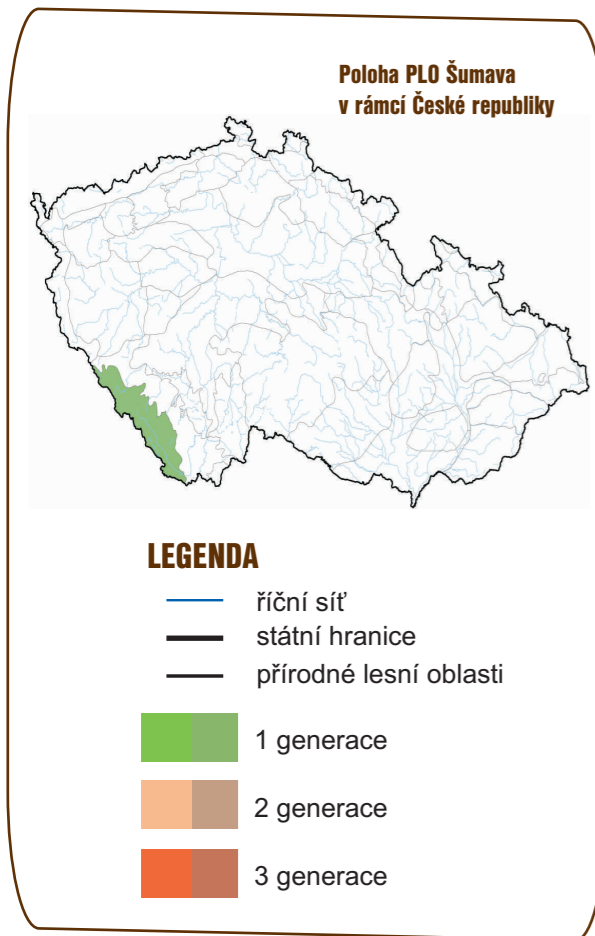 Poloha PLO Šumava
v rámcí České republiky
LEGENDA
říční síť
státní hranice
přírodné lesní oblasti
1 generace
2 generace
3 generace